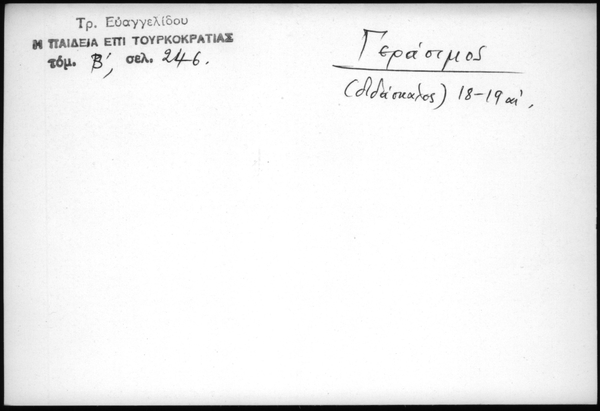 Τρ. Εὐαγγελίδου
Η ΠΑΙΔΕΙΑ ΕΠΙ ΤΟΥΡΚΟΚΡΑΤΙΑΣ
τόμ. Β', σελ. 246.
Γεράσιμος
(διδάσκαλος) 18-19 αἰ.